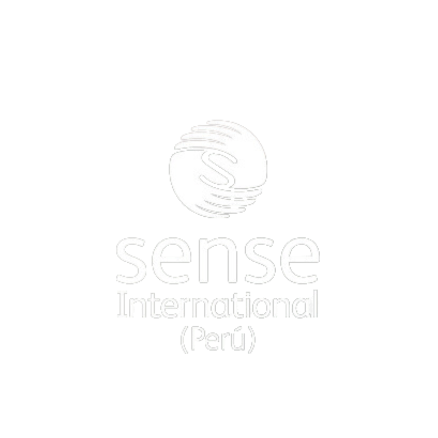 sense
International
(Perú)